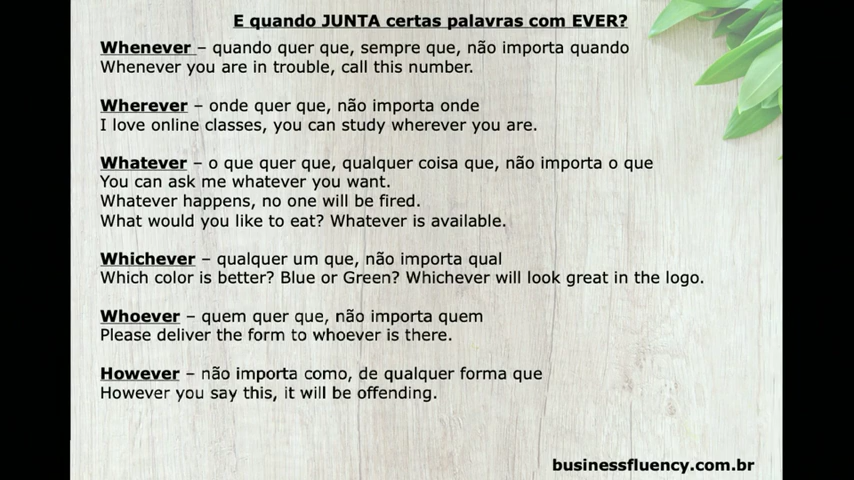 E quando JUNTA certas palavras com EVER?
Whenever – quando quer que, sempre que, não importa quando
Whenever you are in trouble, call this number.
Wherever – onde quer que, não importa onde
I love online classes, you can study wherever you are.
Whatever – o que quer que, qualquer coisa que, não importa o que
You can ask me whatever you want.
Whatever happens, no one will be fired.
What would you like to eat? Whatever is available.
Whichever – qualquer um que, não importa qual
Which color is better? Blue or Green? Whichever will look great in the logo.
Whoever – quem quer que, não importa quem
Please deliver the form to whoever is there.
However – não importa como, de qualquer forma que
However you say this, it will be offending.
businessfluency.com.br